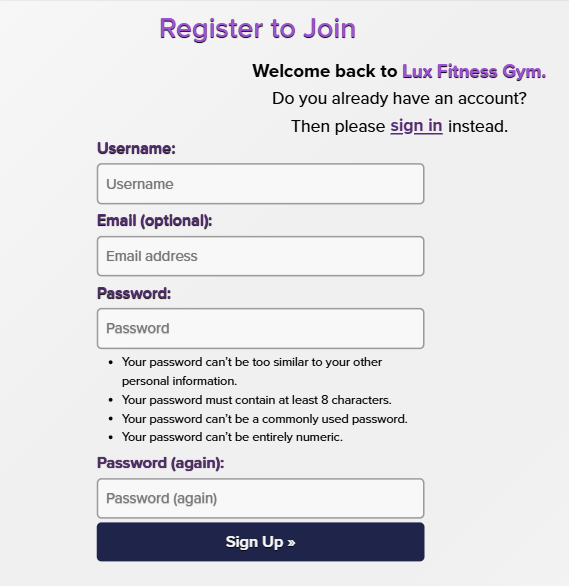 Register to Join
Welcome back to Lux Fitness Gym.
Do you already have an account?
Then please sign in instead.
Username:
Username
Email (optional):
Email address
Password:
Password
• Your password can't be too similar to your other
personal information.
• Your password must contain at least 8 characters.
• Your password can't be a commonly used password.
• Your password can't be entirely numeric.
Password (again):
Password (again)
Sign Up »